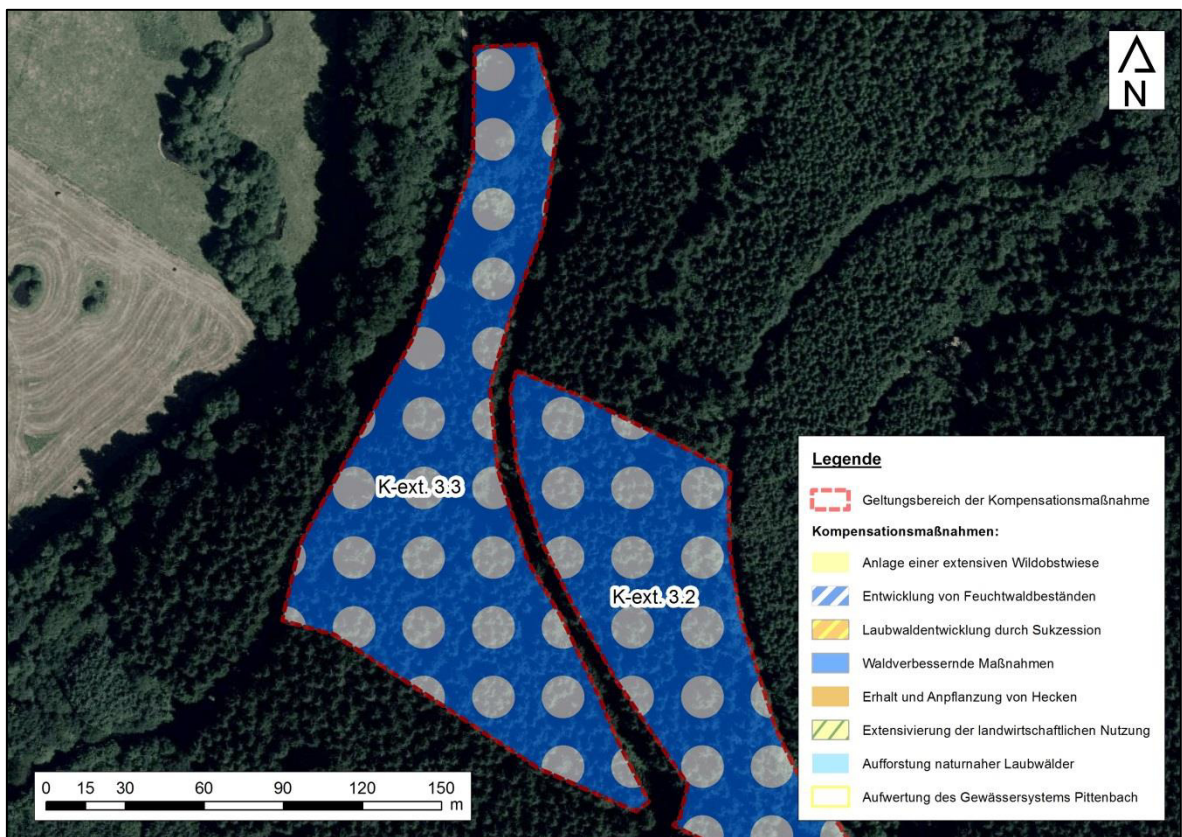 N
K-ext. 3.3
K-ext. 3.2
Legende
Geltungsbereich der Kompensationsmaßnahme
Kompensationsmaßnahmen:
Anlage einer extensiven Wildobstwiese
Entwicklung von Feuchtwaldbeständen
Laubwaldentwicklung durch Sukzession
Waldverbessernde Maßnahmen
Erhalt und Anpflanzung von Hecken
Extensivierung der landwirtschaftlichen Nutzung
Aufforstung naturnaher Laubwälder
Aufwertung des Gewässersystems Pittenbach
0 15 30 60 90 120 150
m